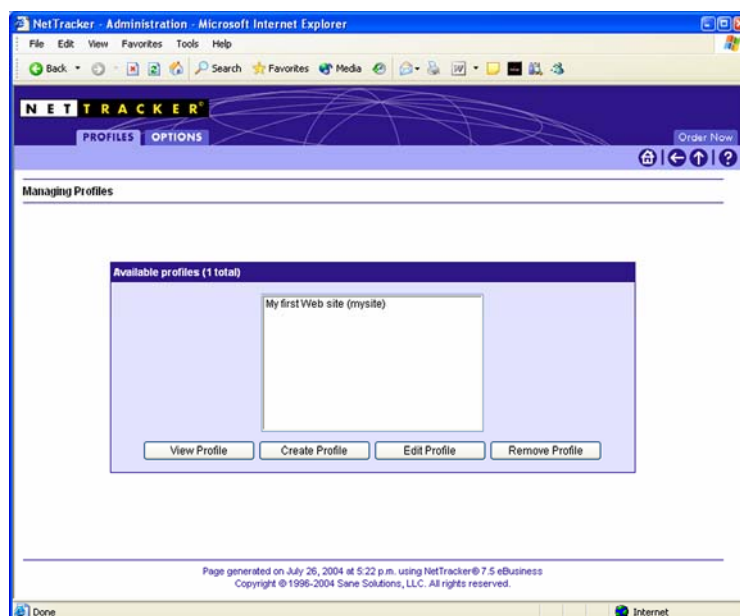 NetTracker - Administration - Microsoft Internet Explorer
File Edit View Favorites Tools Help
Back Search Favorites Media
NETTRACKER®
PROFILES OPTIONS Order Now
Managing Profiles
Available profiles (1 total)
My first Web site (mysite)
View Profile Create Profile Edit Profile Remove Profile
Page generated on July 26, 2004 at 5:22 p.m. using NetTracker® 7.5 eBusiness
Copyright © 1996-2004 Sane Solutions, LLC. All rights reserved.
Done Internet